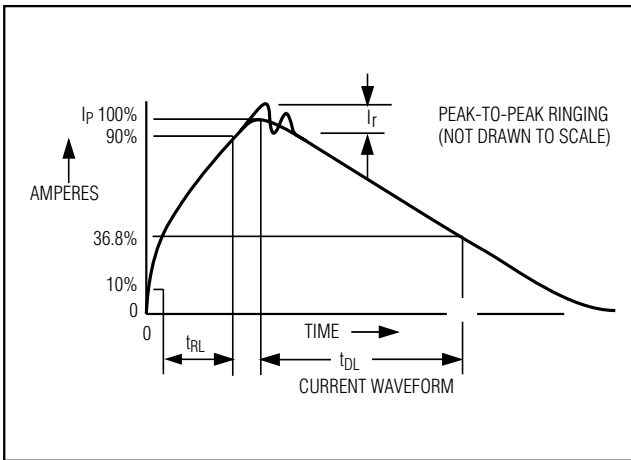 I_P 100%
90%
AMPERES
36.8%
10%
0
0
I_r
PEAK-TO-PEAK RINGING
(NOT DRAWN TO SCALE)
TIME
t_RL
t_DL
CURRENT WAVEFORM